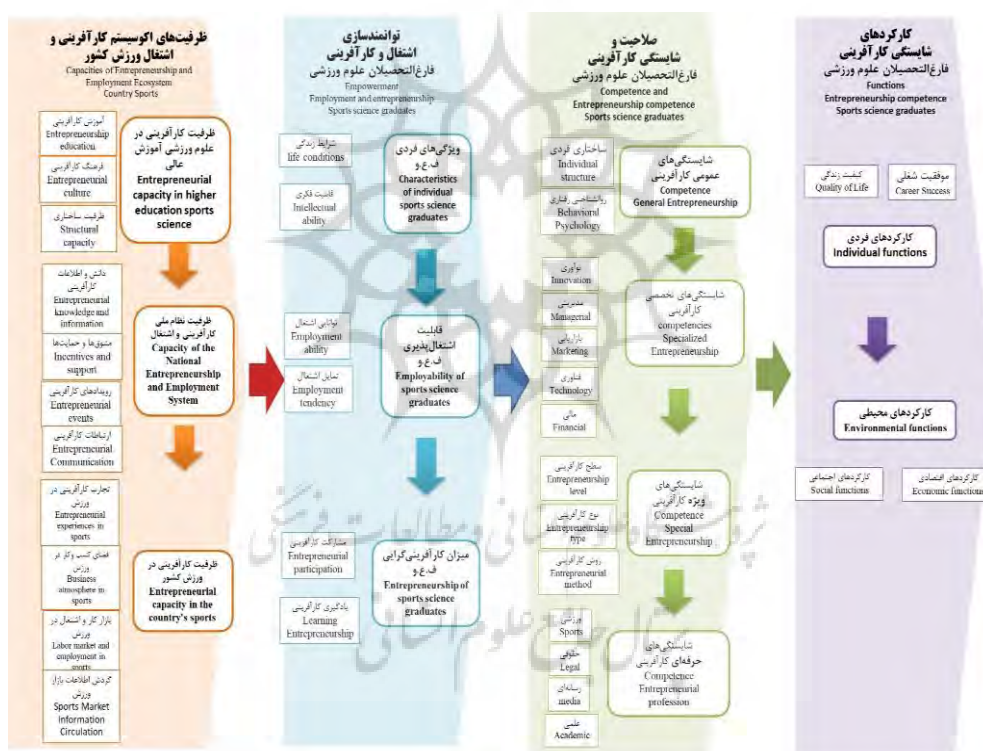 ظرفیت‌های اکوسیستم کارآفرینی و
اشتغال ورزش کشور
Capacities of Entrepreneurship and
Employment Ecosystem
Country Sports
آموزش کارآفرینی
Entrepreneurship
education
فرهنگ کارآفرینی
Entrepreneurial
culture
ظرفیت ساختاری
Structural
capacity
ظرفیت کارآفرینی در
علوم ورزشی آموزش
عالی
Entrepreneurial
capacity in higher
education sports
science
دانش و اطلاعات
کارآفرینی
Entrepreneurial
knowledge and
information
مشوق‌ها و حمایت‌ها
Incentives and
support
رویدادهای کارآفرینی
Entrepreneurial
events
ارتباطات کارآفرینی
Entrepreneurial
Communication
ظرفیت نظام ملی
کارآفرینی و اشتغال
Capacity of the
National
Entrepreneurship
and Employment
System
تجارب کارآفرینی در
ورزش
Entrepreneurial
experiences in
sports
فضای کسب وکار در
ورزش
Business
atmosphere in
sports
بازار کار و اشتغال در
ورزش
Labor market and
employment in
sports
گردش اطلاعات بازار
ورزش
Sports Market
Information
Circulation
ظرفیت کارآفرینی در
ورزش کشور
Entrepreneurial
capacity in the
country's sports
توانمندسازی
اشتغال و کارآفرینی
فارغ‌التحصیلان علوم ورزشی
Empowerment
Employment and entrepreneurship
Sports science graduates
شرایط زندگی
life conditions
قابلیت فکری
Intellectual
ability
ویژگی‌های فردی
ف.ع.و
Characteristics
of individual
sports science
graduates
توانایی اشتغال
Employment
ability
تمایل اشتغال
Employment
tendency
قابلیت
اشتغال‌پذیری
ف.ع.و
Employability of
sports science
graduates
مشارکت کارآفرینی
Entrepreneurial
participation
یادگیری کارآفرینی
Learning
Entrepreneurship
میزان کارآفرینی‌گرایی
ف.ع.و
Entrepreneurship of
sports science
graduates
صلاحیت و
شایستگی کارآفرینی
فارغ‌التحصیلان علوم ورزشی
Competence and
Entrepreneurship competence
Sports science graduates
ساختاری فردی
Individual
structure
روانشناختی رفتاری
Behavioral
Psychology
شایستگی‌های
عمومی کارآفرینی
Competence
General Entrepreneurship
نوآوری
Innovation
مدیریتی
Managerial
بازاریابی
Marketing
فناوری
Technology
مالی
Financial
شایستگی‌های تخصصی
کارآفرینی
competencies
Specialized
Entrepreneurship
سطح کارآفرینی
Entrepreneurship
level
نوع کارآفرینی
Entrepreneurship
type
روش کارآفرینی
Entrepreneurial
method
شایستگی‌های
ویژه کارآفرینی
Competence
Special
Entrepreneurship
ورزشی
Sports
حقوقی
Legal
رسانه‌ای
media
علمی
Academic
شایستگی‌های
حرفه‌ای کارآفرینی
Competence
Entrepreneurial
profession
کارکردهای
شایستگی کارآفرینی
فارغ‌التحصیلان علوم ورزشی
Functions
Entrepreneurship competence
Sports science graduates
موفقیت شغلی
Career Success
کیفیت زندگی
Quality of Life
کارکردهای فردی
Individual functions
کارکردهای محیطی
Environmental functions
کارکردهای اقتصادی
Economic functions
کارکردهای اجتماعی
Social functions
پژوهشگاه علوم انسانی و مطالعات فرهنگی
پرتال جامع علوم انسانی